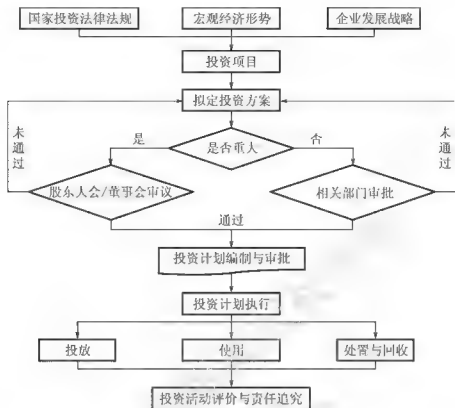 国家投资法律法规 宏观经济形势 企业发展战略
投资项目
拟定投资方案
未通过 是 是否重大 否 未通过
股东大会/董事会审议 相关部门审批
通过
投资计划编制与审批
投资计划执行
投放 使用 处置与回收
投资活动评价与责任追究